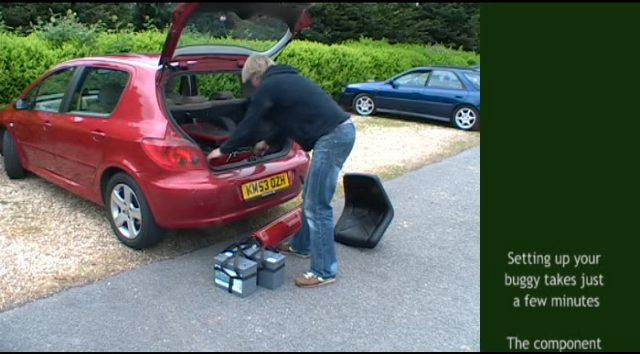 KM53 OZH
Setting up your
buggy takes just
a few minutes
The component